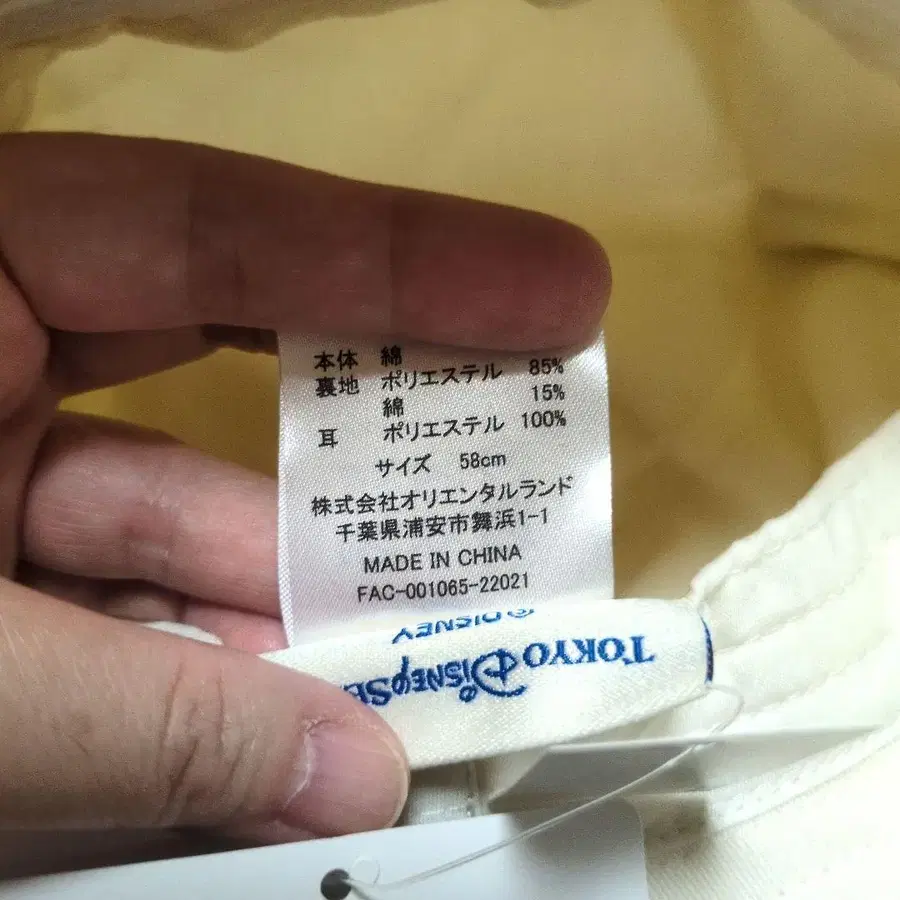 本体 綿
裏地 ポリエステル 85%
綿 15%
耳 ポリエステル 100%
サイズ 58cm
株式会社オリエンタルランド
千葉県浦安市舞浜1-1
MADE IN CHINA
FAC-001065-22021
© DISNEY
TOKYO DISNEYSE